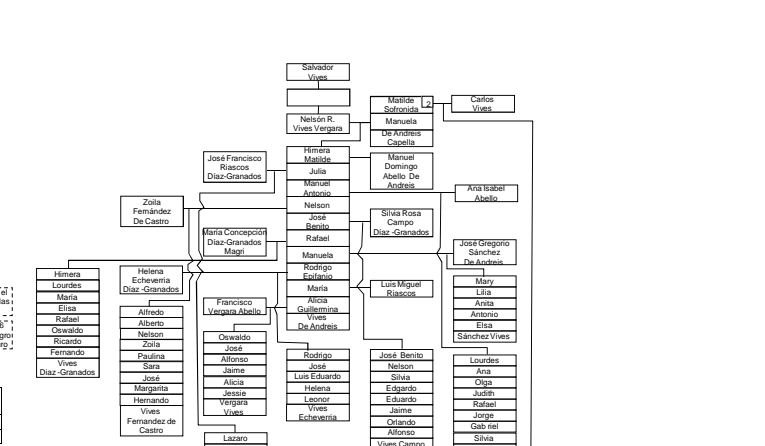 Salvador
Vives
Nelsón R.
Vives Vergara
Matilde
Sofronida
2
Manuela
De Andreis
Capella
Carlos
Vives
Himera
Matilde
Julia
Manuel
Antonio
Nelson
José
Benito
Rafael
Manuela
Rodrigo
Epifanio
María
Alicia
Guillermina
Vives
De Andreis
José Francisco
Riascos
Díaz-Granados
Manuel
Domingo
Abello De
Andreis
Ana Isabel
Abello
Zoila
Fernández
De Castro
Silvia Rosa
Campo
Díaz -Granados
María Concepción
Díaz-Granados
Magri
José Gregorio
Sánchez
De Andreis
Helena
Echeverria
Díaz -Granados
Luis Miguel
Riascos
Francisco
Vergara Abello
Himera
Lourdes
María
Elisa
Rafael
Oswaldo
Ricardo
Fernando
Vives
Diaz -Granados
Alfredo
Alberto
Nelson
Zoila
Paulina
Sara
José
Margarita
Hernando
Vives
Fernandez de
Castro
Oswaldo
José
Alfonso
Jaime
Alicia
Jessie
Vergara
Vives
Lazaro
Rodrigo
José
Luis Eduardo
Helena
Leonor
Vives
Echeverria
José Benito
Nelson
Silvia
Edgardo
Eduardo
Jaime
Orlando
Alfonso
Vives Campo
Mary
Lilia
Anita
Antonio
Elsa
Sánchez Vives
Lourdes
Ana
Olga
Judith
Rafael
Jorge
Gab riel
Silvia